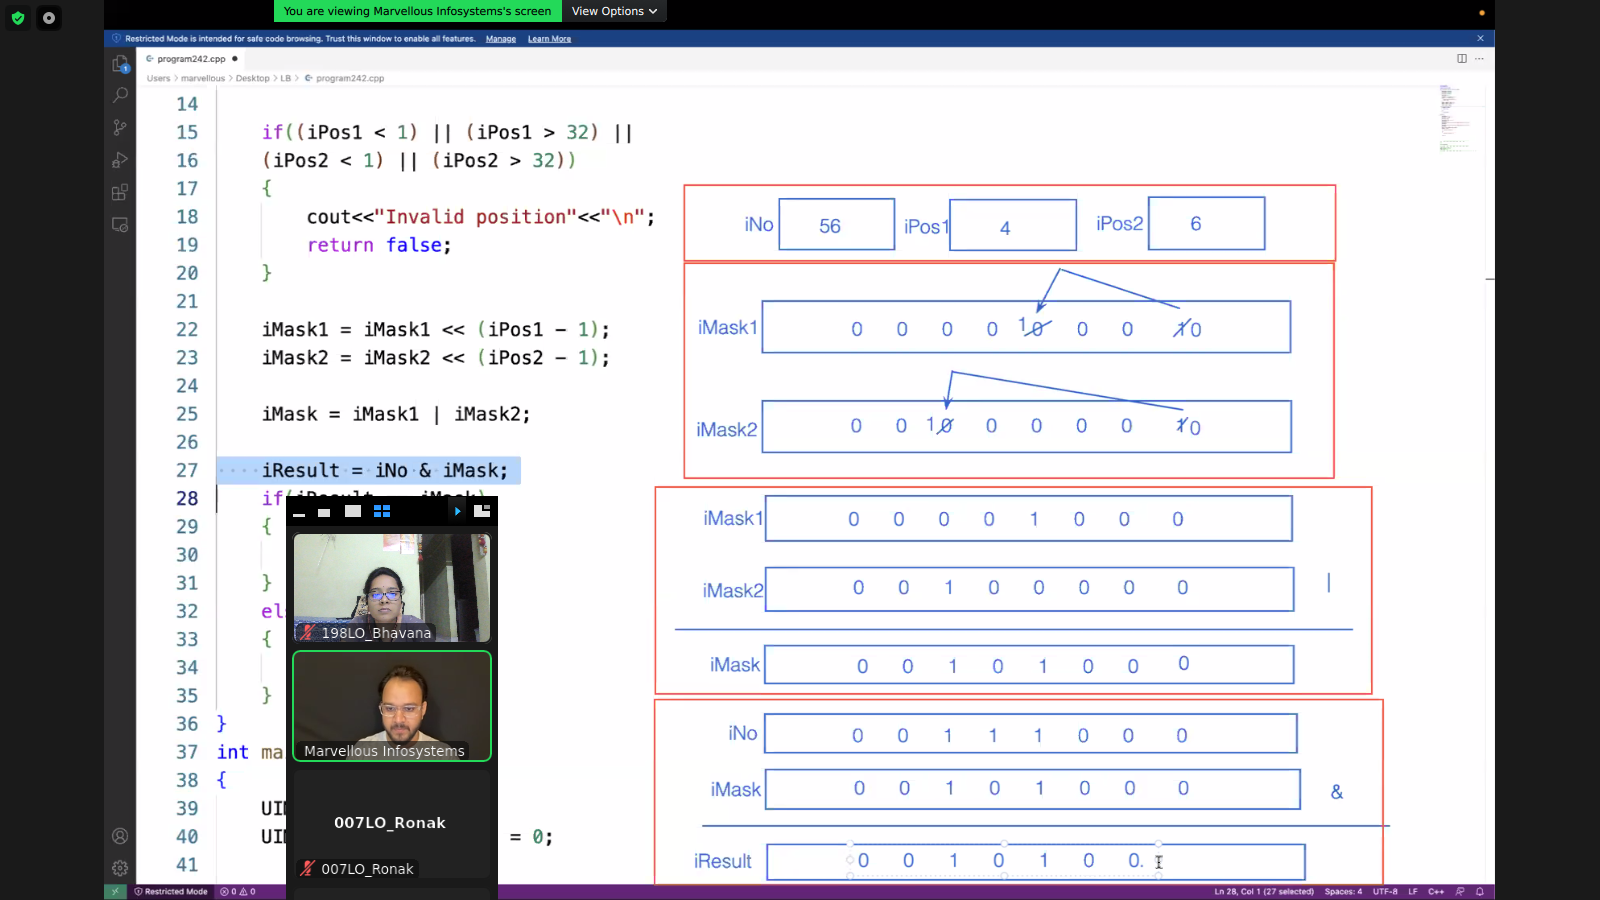 You are viewing Marvellous Infosystems's screen
View Options
Restricted Mode is intended for safe code browsing. Trust this window to enable all features. Manage Learn More
program242.cpp
Users > marvellous > Desktop > LB > program242.cpp
14
15 if((iPos1 < 1) || (iPos1 > 32) ||
16 (iPos2 < 1) || (iPos2 > 32))
17 {
18 cout<<"Invalid position"<<"\n";
19 return false;
20 }
21
22 iMask1 = iMask1 << (iPos1 - 1);
23 iMask2 = iMask2 << (iPos2 - 1);
24
25 iMask = iMask1 | iMask2;
26
27 iResult = iNo & iMask;
28 if
29 {
30
31 }
32
33 {
34
35 }
36 }
37 int
38 {
39
40 = 0;
41
iNo 56 iPos1 4 iPos2 6
iMask1 0 0 0 0 1 0 0 0 1 0
iMask2 0 0 1 0 0 0 0 0 1 0
iMask1 0 0 0 0 1 0 0 0
iMask2 0 0 1 0 0 0 0 0 |
iMask 0 0 1 0 1 0 0 0
iNo 0 0 1 1 1 0 0 0
iMask 0 0 1 0 1 0 0 0 &
iResult 0 0 1 0 1 0 0.
198LO_Bhavana
Marvellous Infosystems
007LO_Ronak
007LO_Ronak
Restricted Mode 0 0 Ln 28, Col 1 (27 selected) Spaces: 4 UTF-8 LF C++